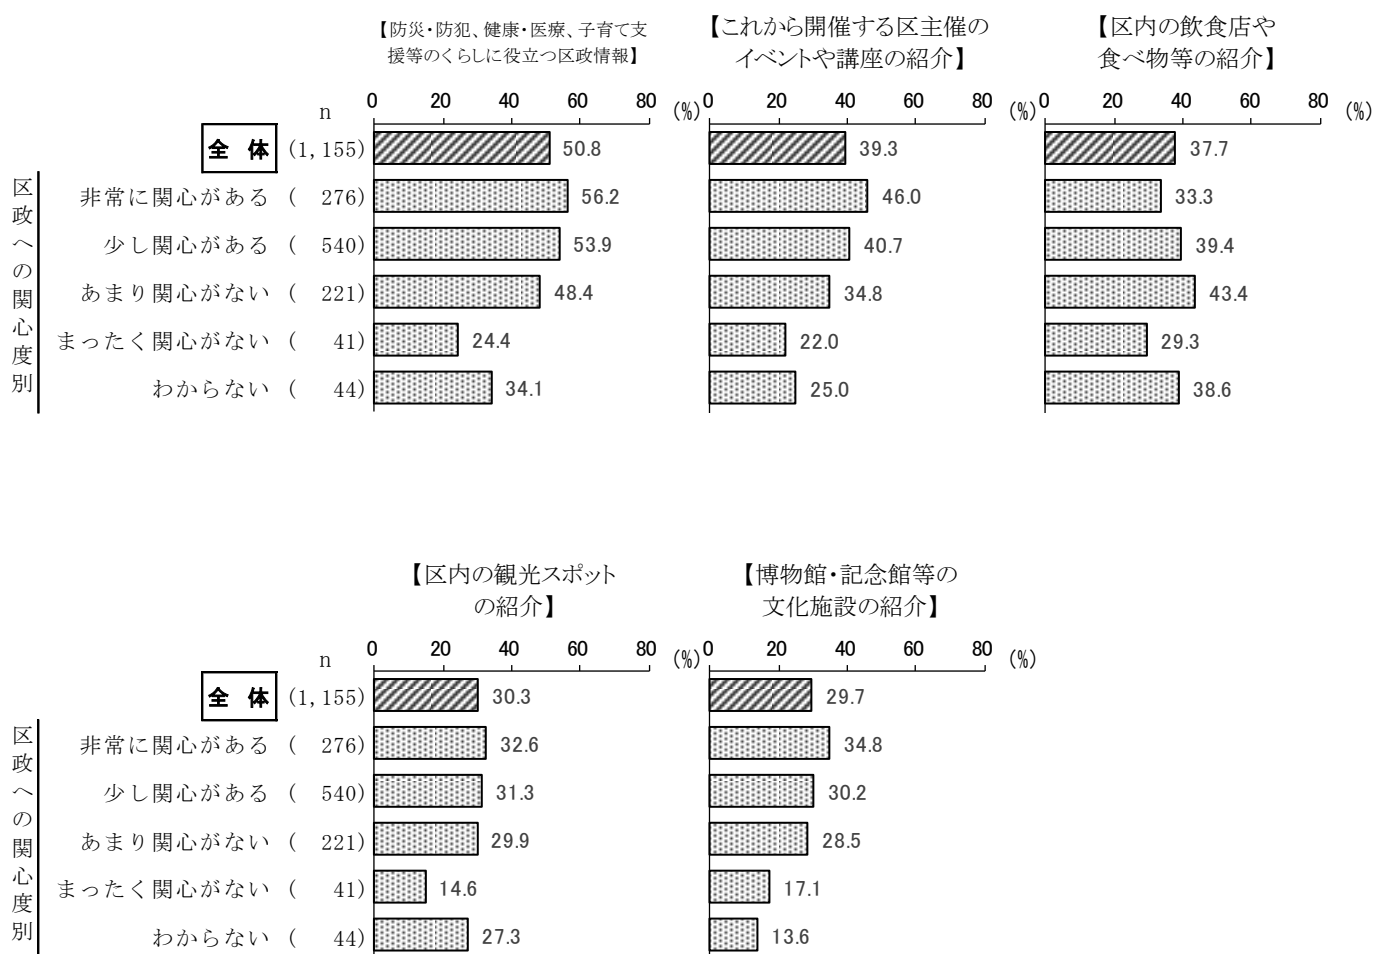 【防災・防犯、健康・医療、子育て支
援等のくらしに役立つ区政情報】
【これから開催する区主催の
イベントや講座の紹介】
【区内の飲食店や
食べ物等の紹介】
n
0 20 40 60 80 (%)
0 20 40 60 80 (%)
0 20 40 60 80 (%)
全 体 (1,155) 50.8 39.3 37.7
区政への関心度別
非常に関心がある ( 276) 56.2 46.0 33.3
少し関心がある ( 540) 53.9 40.7 39.4
あまり関心がない ( 221) 48.4 34.8 43.4
まったく関心がない ( 41) 24.4 22.0 29.3
わからない ( 44) 34.1 25.0 38.6
【区内の観光スポット
の紹介】
【博物館・記念館等の
文化施設の紹介】
n
0 20 40 60 80 (%)
0 20 40 60 80 (%)
全 体 (1,155) 30.3 29.7
区政への関心度別
非常に関心がある ( 276) 32.6 34.8
少し関心がある ( 540) 31.3 30.2
あまり関心がない ( 221) 29.9 28.5
まったく関心がない ( 41) 14.6 17.1
わからない ( 44) 27.3 13.6